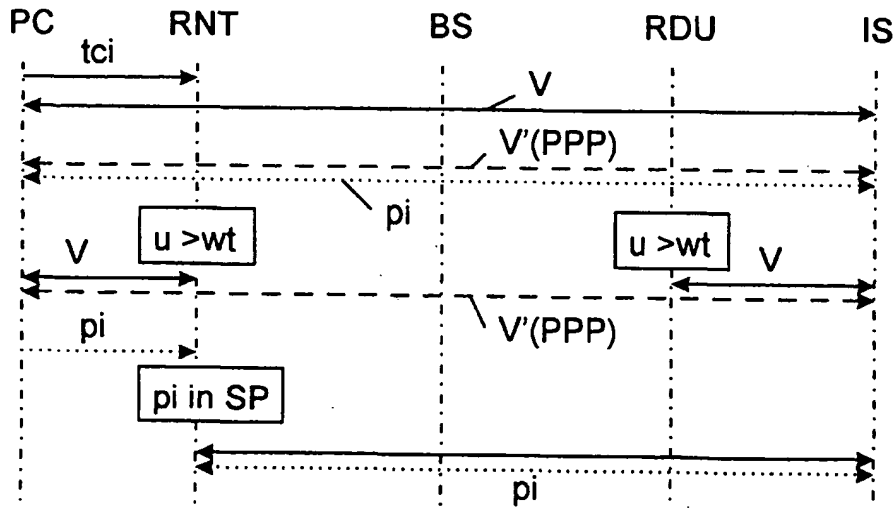 PC RNT BS RDU IS
tci
V
V'(PPP)
pi
u >wt u >wt
V V
V'(PPP)
pi
pi in SP
pi